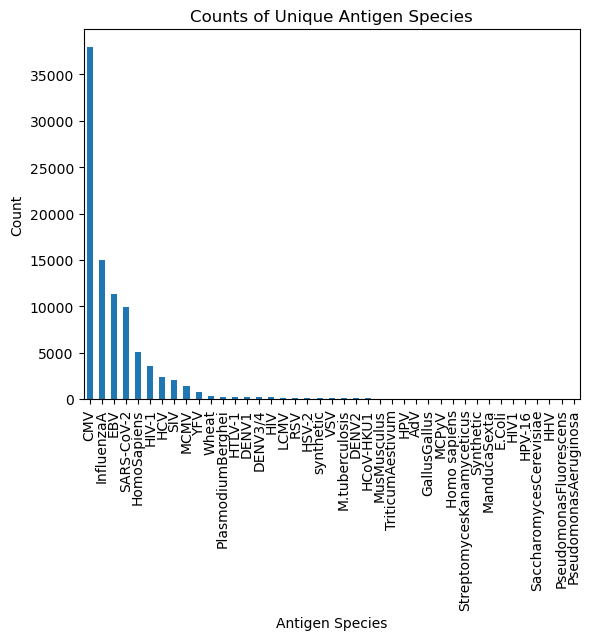 Counts of Unique Antigen Species
35000
30000
25000
20000
15000
10000
5000
0
Count
CMV
InfluenzaA
EBV
SARS-CoV-2
HomoSapiens
HIV-1
HCV
SIV
MCMV
YFV
Wheat
PlasmodiumBerghei
HTLV-1
DENV1
DENV3/4
HIV
LCMV
RSV
HSV-2
synthetic
VSV
M.tuberculosis
DENV2
HCoV-HKU1
MusMusculus
TriticumAestivum
HPV
AdV
GallusGallus
MCPyV
Homo sapiens
StreptomycesKanamyceticus
Synthetic
ManducaSexta
E.Coli
HIV1
HPV-16
SaccharomycesCerevisiae
HHV
PseudomonasFluorescens
PseudomonasAeruginosa
Antigen Species